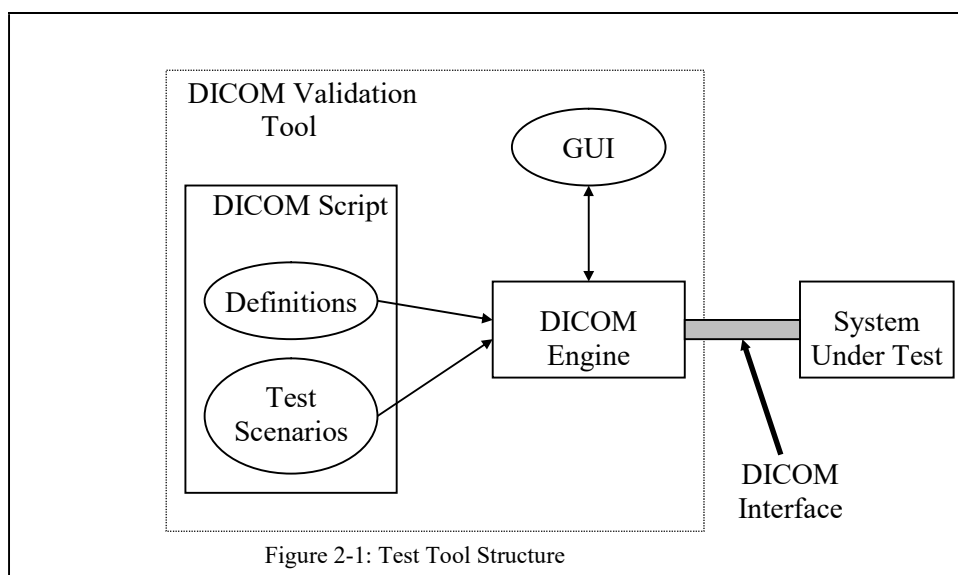 DICOM Validation
Tool
GUI
DICOM Script
Definitions
Test
Scenarios
DICOM
Engine
System
Under Test
DICOM
Interface
Figure 2-1: Test Tool Structure